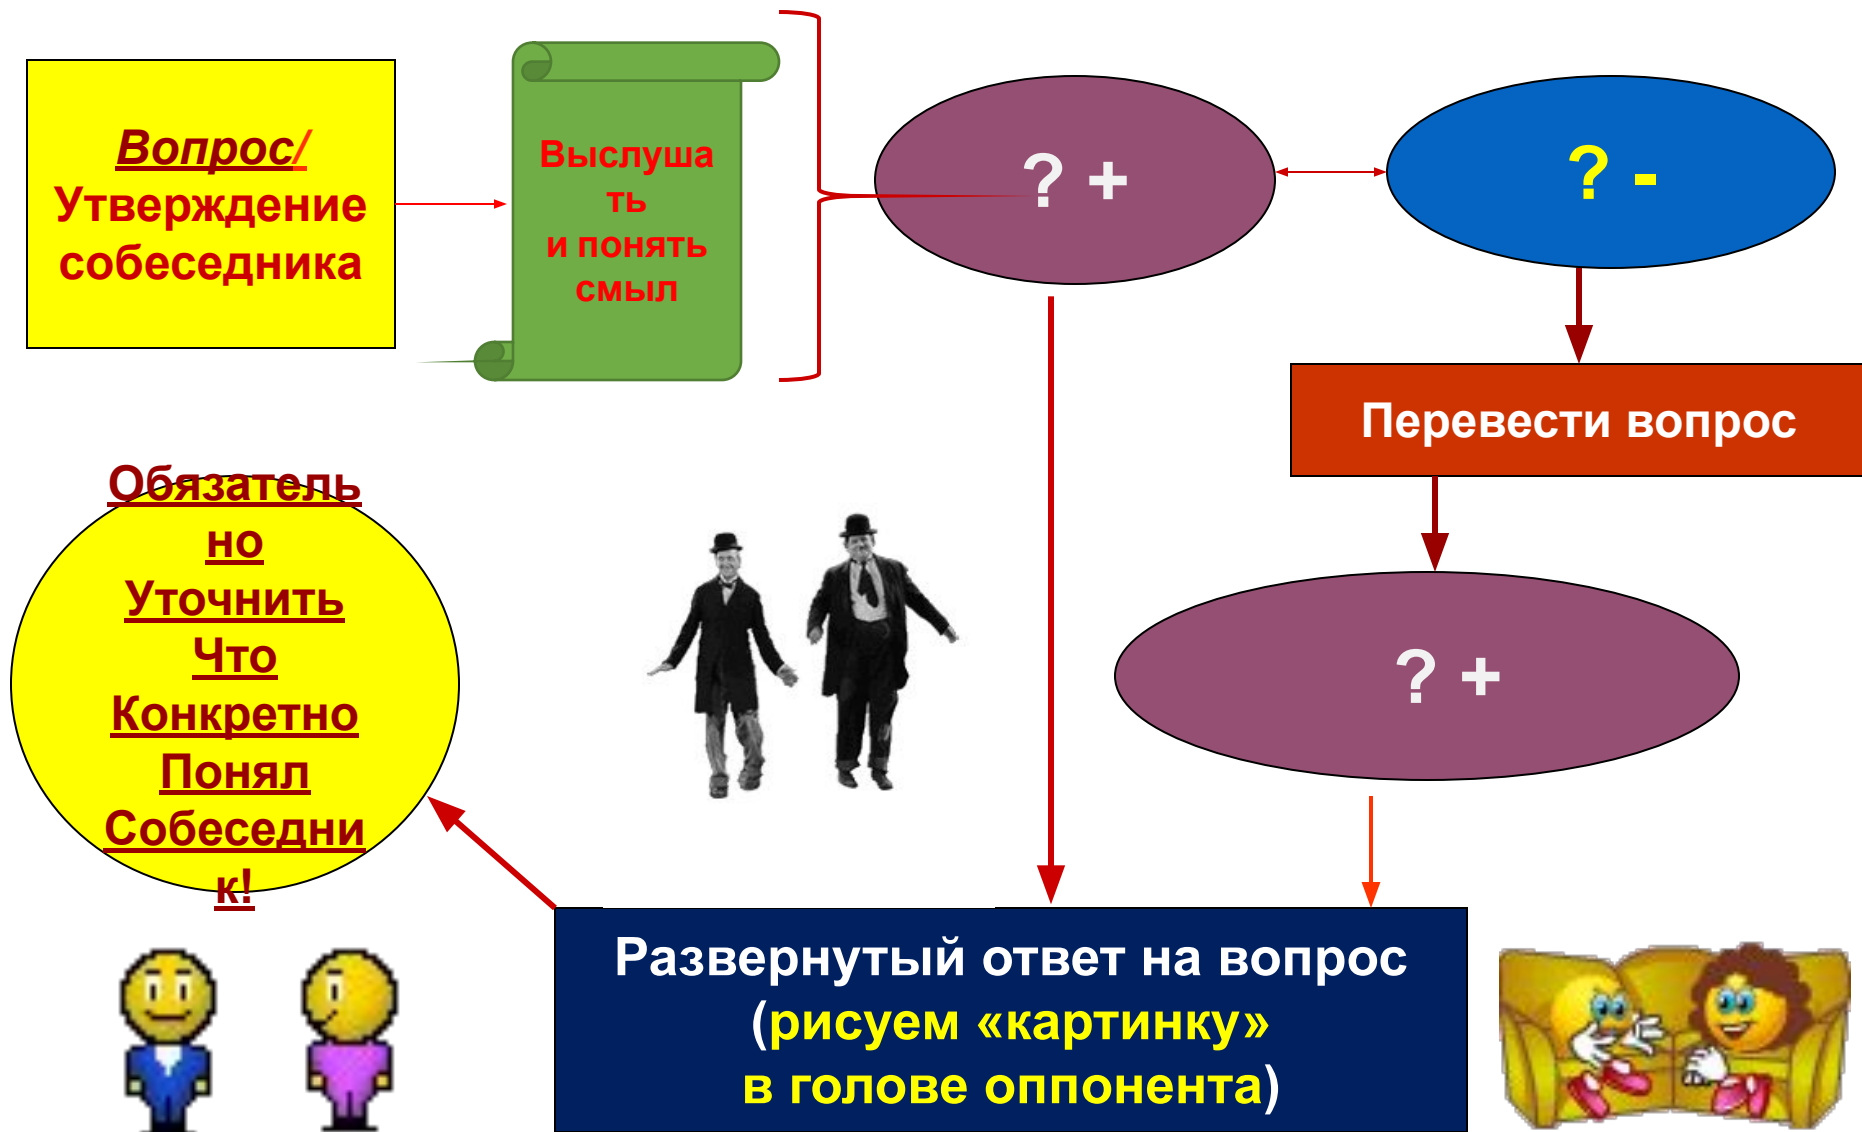 Вопрос/
Утверждение
собеседника
Выслуша
ть
и понять
смыл
? +
? -
Перевести вопрос
? +
Обязатель
но
Уточнить
Что
Конкретно
Понял
Собеседни
к!
Развернутый ответ на вопрос
(рисуем «картинку»
в голове оппонента)